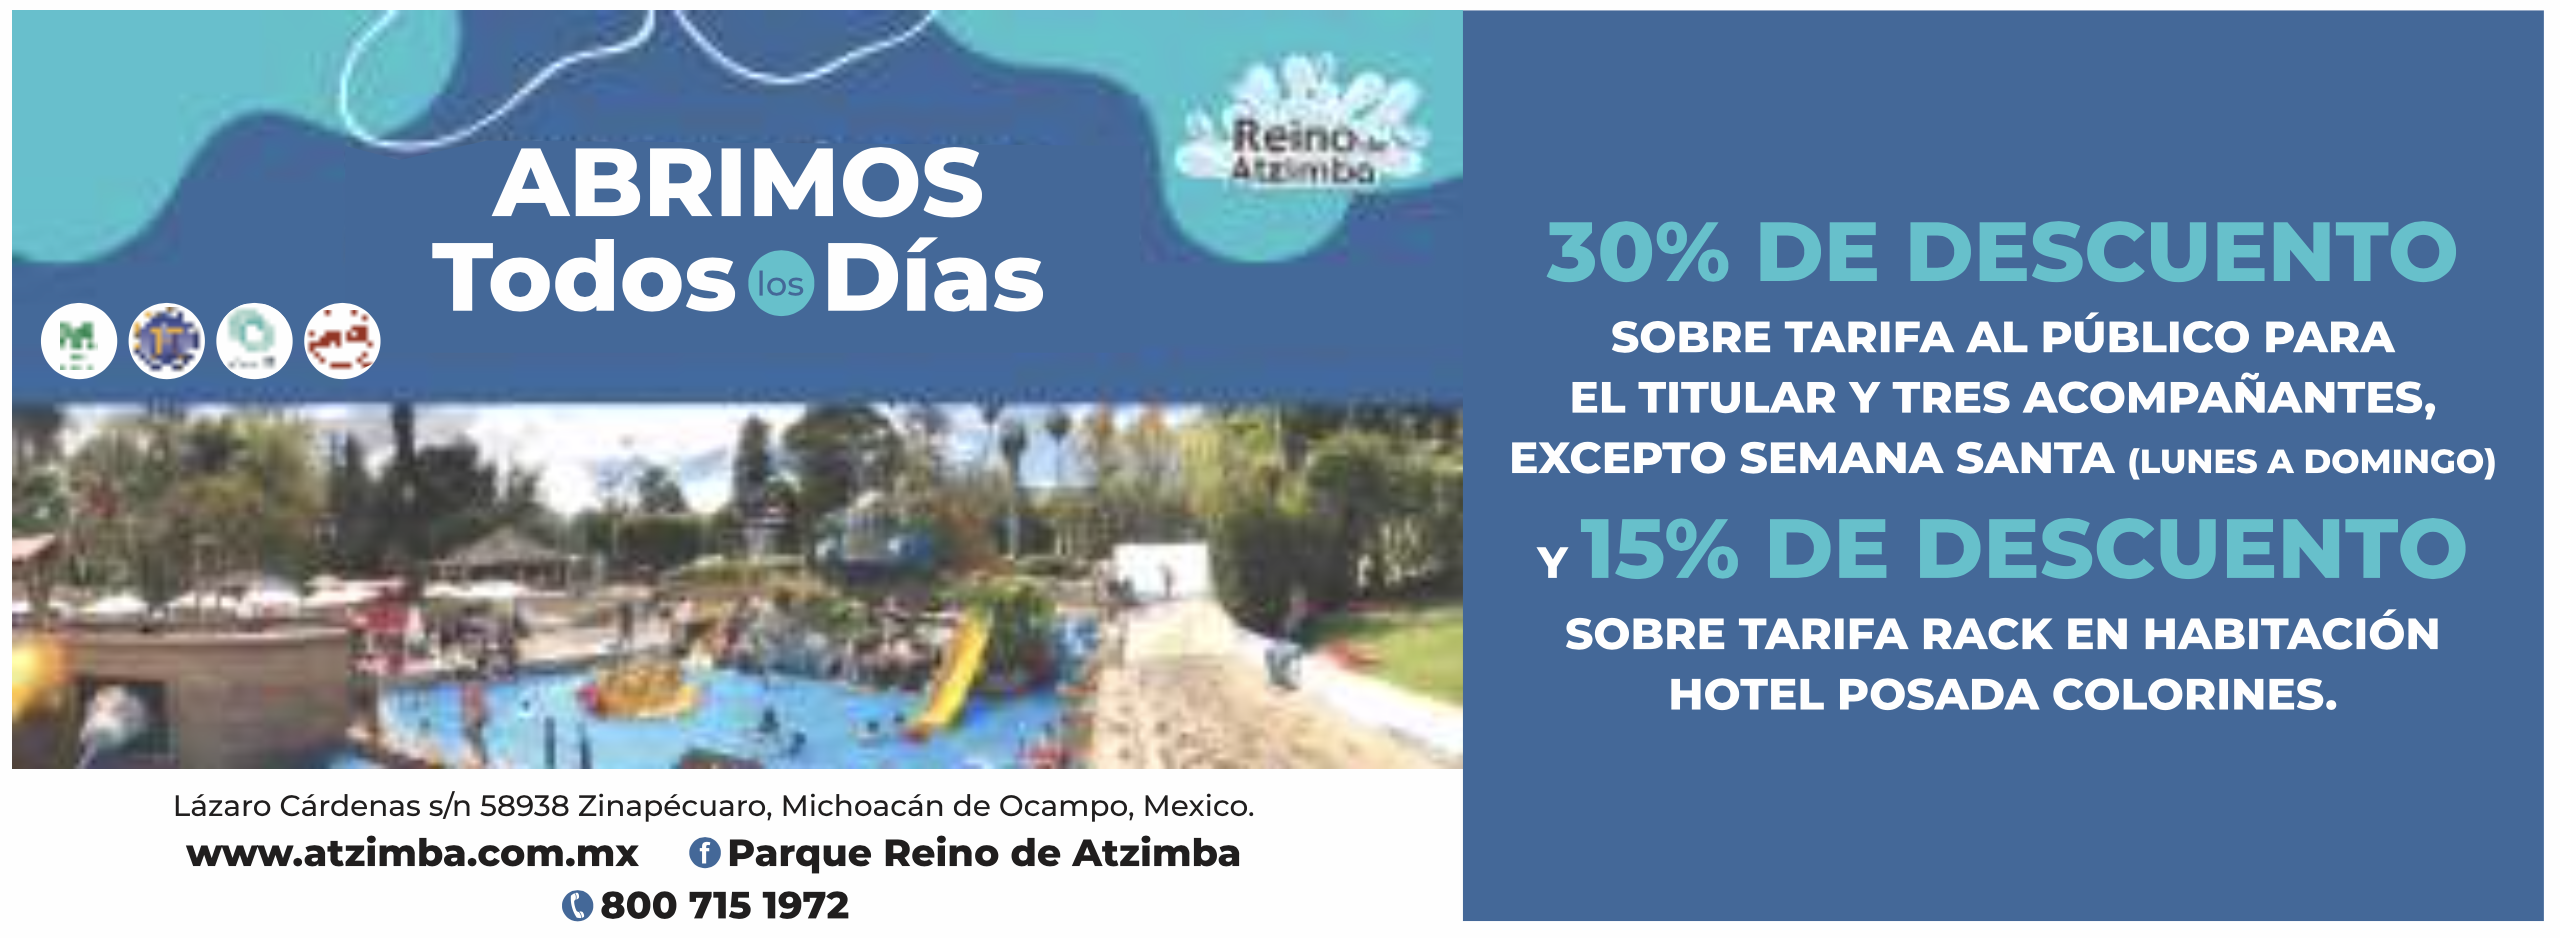 Reino de
Atzimba
ABRIMOS
Todos los Días
Lázaro Cárdenas s/n 58938 Zinapécuaro, Michoacán de Ocampo, Mexico.
www.atzimba.com.mx Parque Reino de Atzimba
800 715 1972
30% DE DESCUENTO
SOBRE TARIFA AL PÚBLICO PARA
EL TITULAR Y TRES ACOMPAÑANTES,
EXCEPTO SEMANA SANTA (LUNES A DOMINGO)
Y 15% DE DESCUENTO
SOBRE TARIFA RACK EN HABITACIÓN
HOTEL POSADA COLORINES.